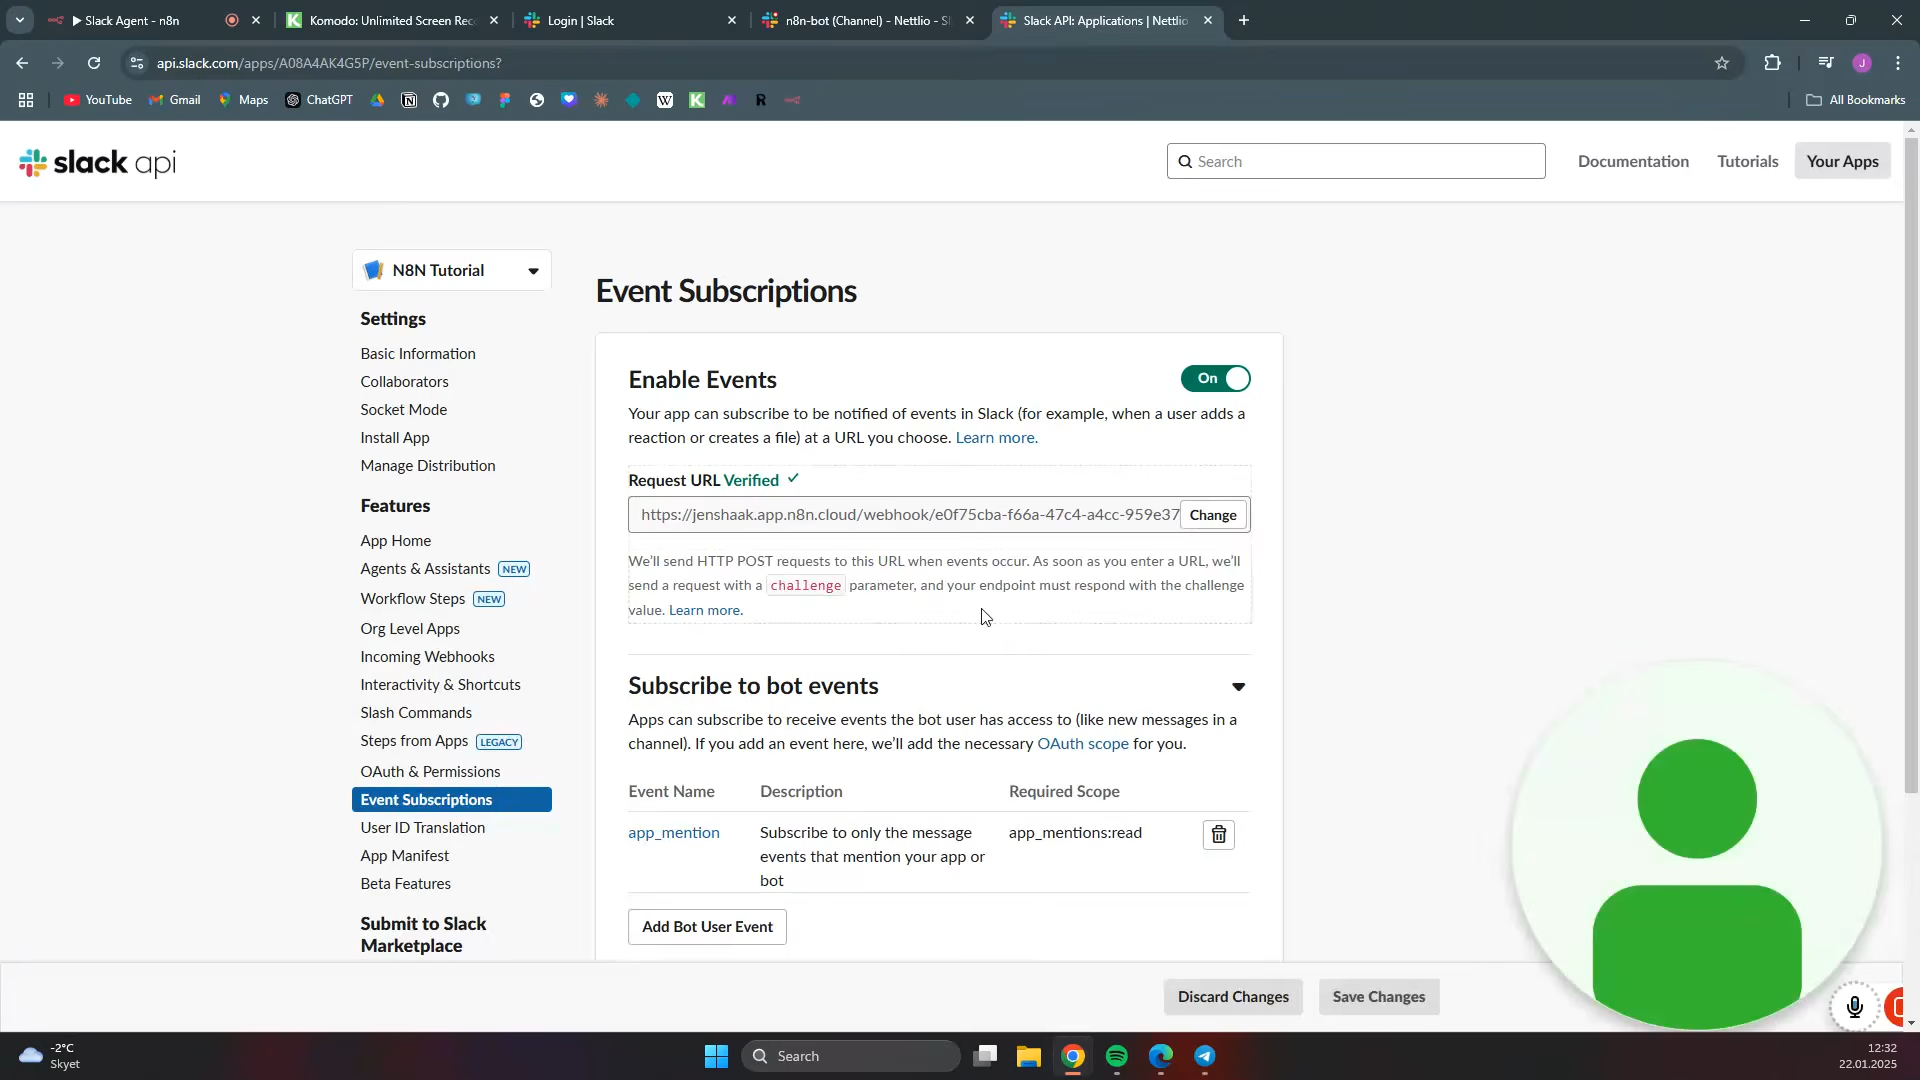 Slack Agent - n8n
Komodo: Unlimited Screen Rec
Login | Slack
n8n-bot (Channel) - Nettlio - Sl
Slack API: Applications | Nettlio
api.slack.com/apps/A08A4AK4G5P/event-subscriptions?
J
YouTube
Gmail
Maps
ChatGPT
All Bookmarks
slack api
Search
Documentation
Tutorials
Your Apps
N8N Tutorial
Settings
Basic Information
Collaborators
Socket Mode
Install App
Manage Distribution
Features
App Home
Agents & Assistants NEW
Workflow Steps NEW
Org Level Apps
Incoming Webhooks
Interactivity & Shortcuts
Slash Commands
Steps from Apps LEGACY
OAuth & Permissions
Event Subscriptions
User ID Translation
App Manifest
Beta Features
Submit to Slack
Marketplace
Event Subscriptions
Enable Events
On
Your app can subscribe to be notified of events in Slack (for example, when a user adds a
reaction or creates a file) at a URL you choose. Learn more.
Request URL Verified
https://jenshaak.app.n8n.cloud/webhook/e0f75cba-f66a-47c4-a4cc-959e37
Change
We'll send HTTP POST requests to this URL when events occur. As soon as you enter a URL, we'll
send a request with a challenge parameter, and your endpoint must respond with the challenge
value. Learn more.
Subscribe to bot events
Apps can subscribe to receive events the bot user has access to (like new messages in a
channel). If you add an event here, we'll add the necessary OAuth scope for you.
Event Name Description Required Scope
app_mention Subscribe to only the message app_mentions:read
events that mention your app or
bot
Add Bot User Event
Discard Changes
Save Changes
-2°C
Skyet
Search
12:32
22.01.2025